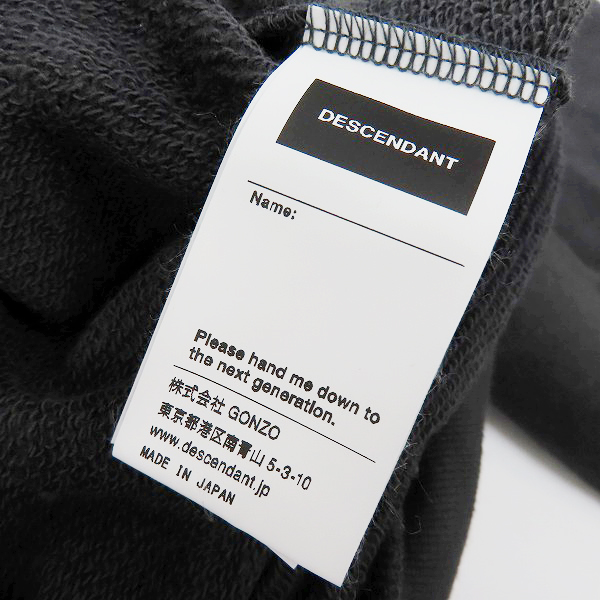 DESCENDANT
Name:
Please hand me down to
the next generation.
株式会社 GONZO
東京都港区南青山 5-3-10
www.descendant.jp
MADE IN JAPAN